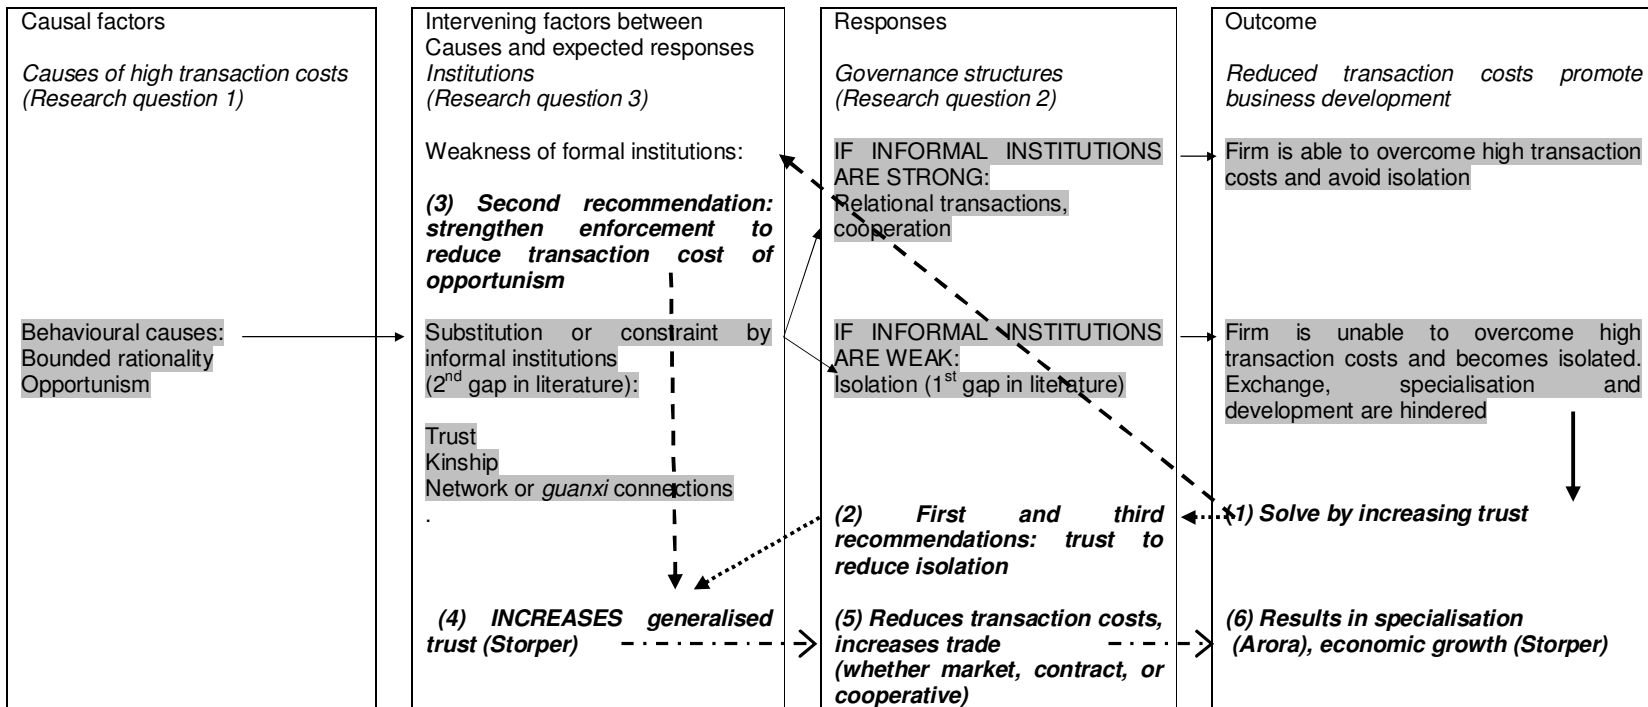 Causal factors
Causes of high transaction costs
(Research question 1)
Behavioural causes:
Bounded rationality
Opportunism
Intervening factors between
Causes and expected responses
Institutions
(Research question 3)
Weakness of formal institutions:
(3) Second recommendation:
strengthen enforcement to
reduce transaction cost of
opportunism
Substitution or constraint by
informal institutions
(2nd gap in literature):
Trust
Kinship
Network or guanxi connections
.
(4) INCREASES generalised
trust (Storper)
Responses
Governance structures
(Research question 2)
IF INFORMAL INSTITUTIONS
ARE STRONG:
Relational transactions,
cooperation
IF INFORMAL INSTITUTIONS
ARE WEAK:
Isolation (1st gap in literature)
(2) First and third
recommendations: trust to
reduce isolation
(5) Reduces transaction costs,
increases trade
(whether market, contract, or
cooperative)
Outcome
Reduced transaction costs promote
business development
Firm is able to overcome high transaction
costs and avoid isolation
Firm is unable to overcome high
transaction costs and becomes isolated.
Exchange, specialisation and
development are hindered
(1) Solve by increasing trust
(6) Results in specialisation
(Arora), economic growth (Storper)